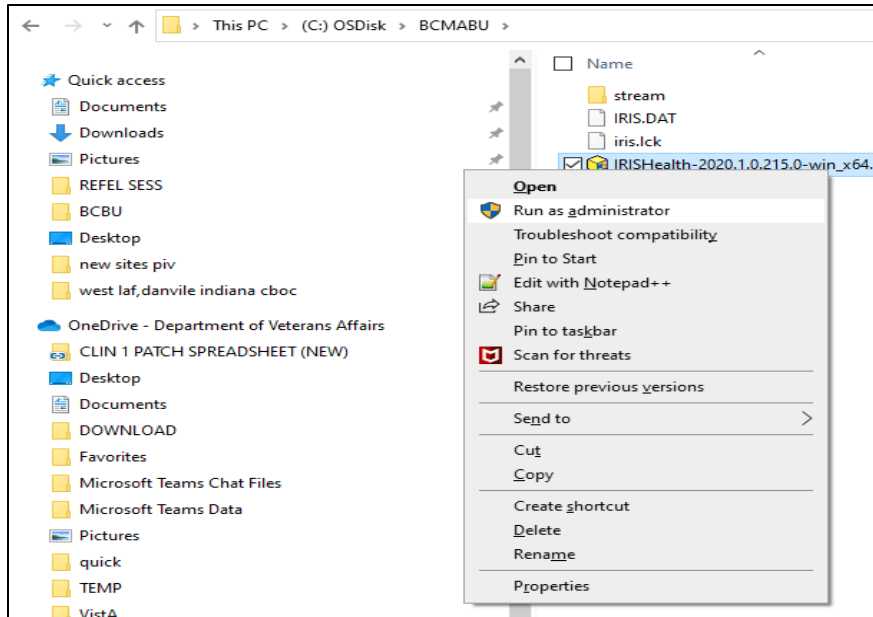 This PC > (C:) OSDisk > BCMABU >
Quick access
Documents
Downloads
Pictures
REFEL SESS
BCBU
Desktop
new sites piv
west laf,danvile indiana cboc
OneDrive - Department of Veterans Affairs
CLIN 1 PATCH SPREADSHEET (NEW)
Desktop
Documents
DOWNLOAD
Favorites
Microsoft Teams Chat Files
Microsoft Teams Data
Pictures
quick
TEMP
VistA
Name
stream
IRIS.DAT
iris.lck
IRISHealth-2020.1.0.215.0-win_x64.
Open
Run as administrator
Troubleshoot compatibility
Pin to Start
Edit with Notepad++
Share
Pin to taskbar
Scan for threats
Restore previous versions
Send to
Cut
Copy
Create shortcut
Delete
Rename
Properties